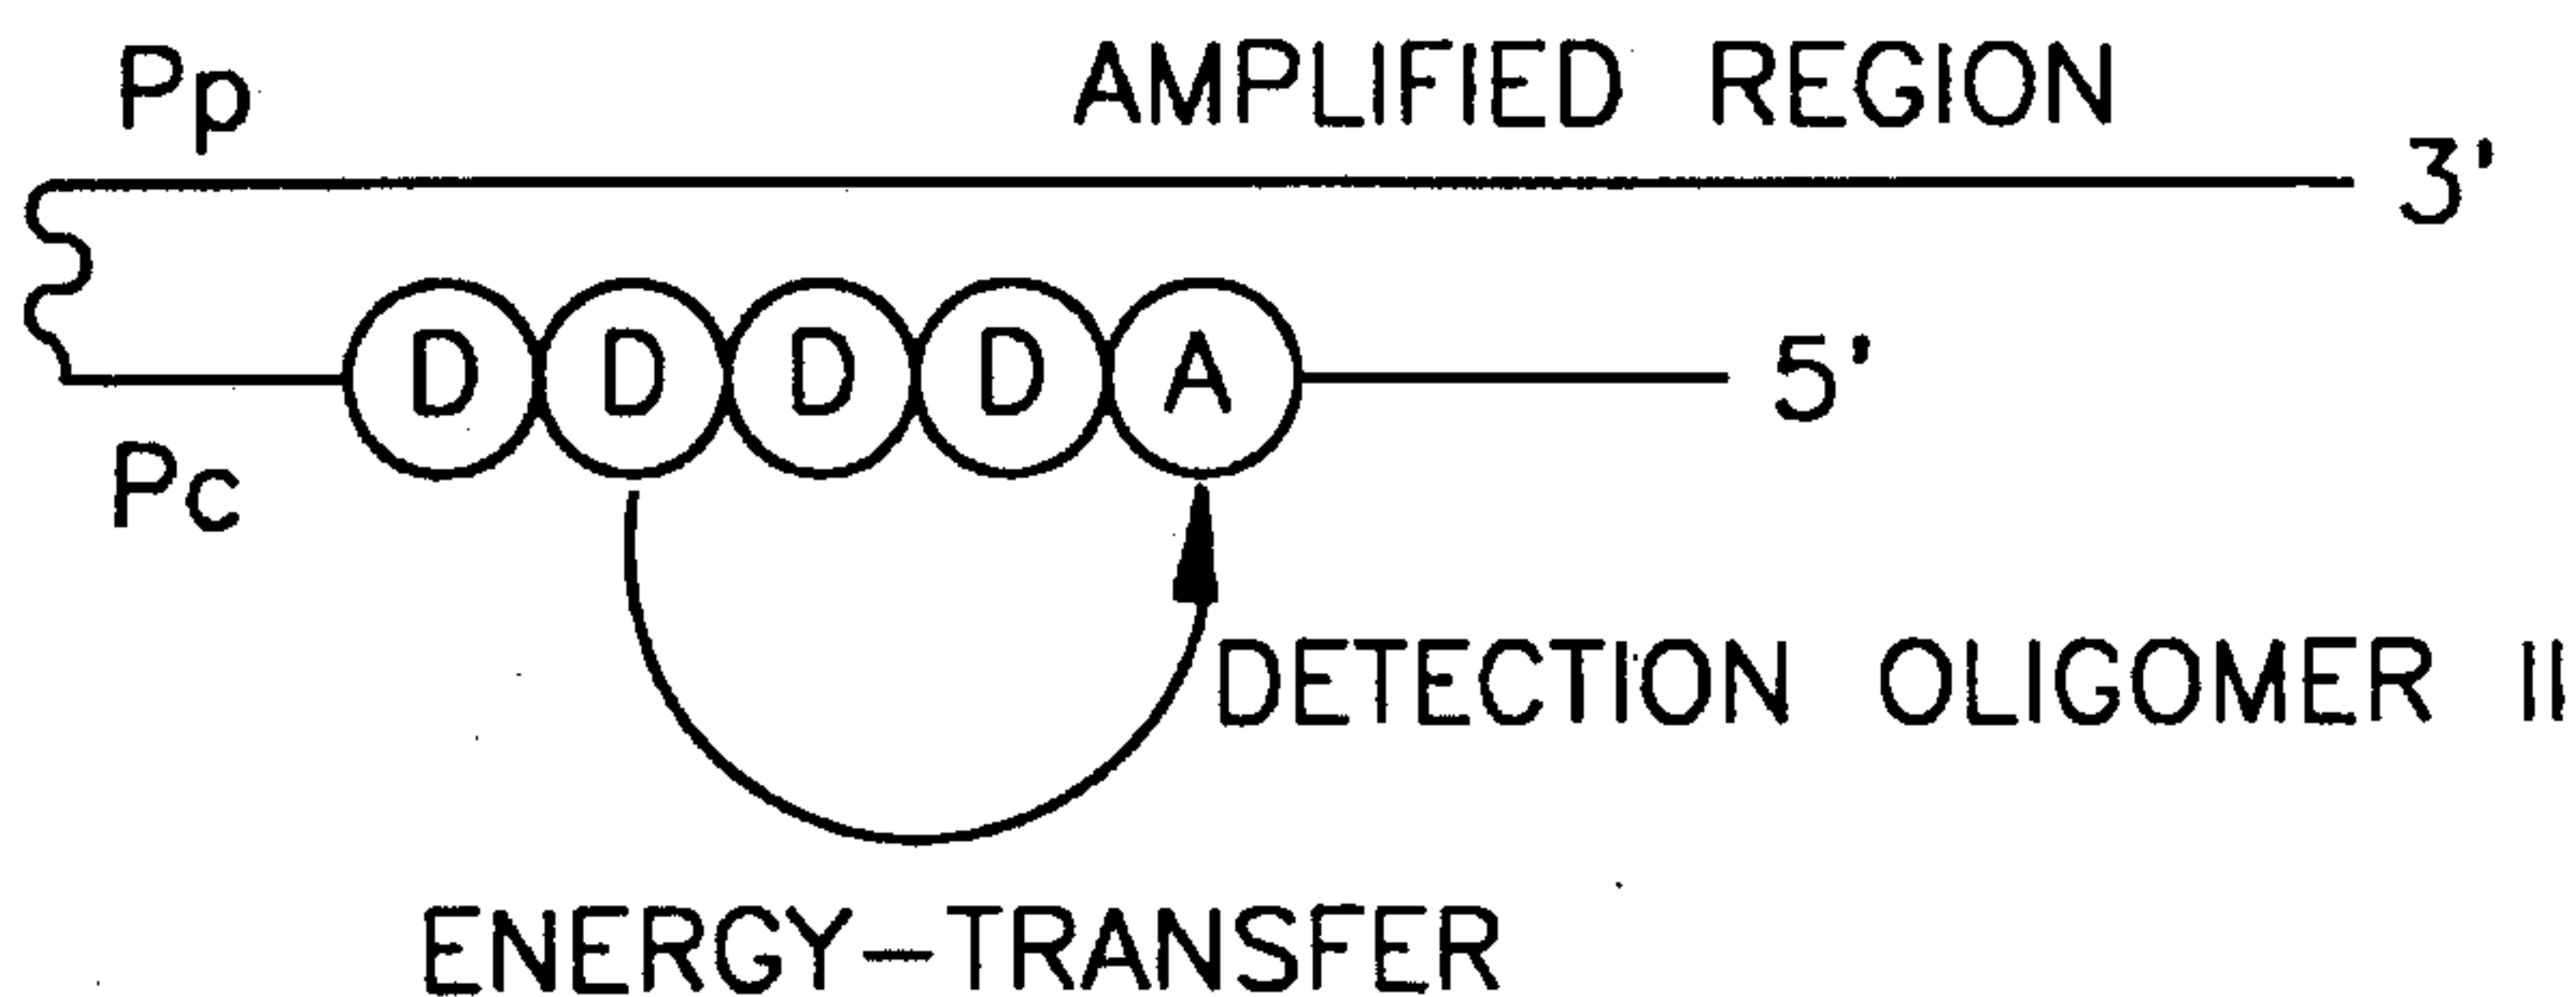 Pp AMPLIFIED REGION
3'
D D D D A 5'
Pc
DETECTION OLIGOMER II
ENERGY-TRANSFER